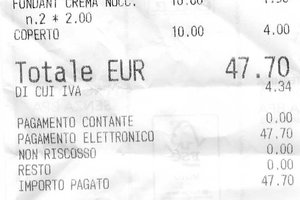 FONDANT CREMA NOCC. 10.00
n.2 * 2.00
COPERTO 10.00 4.00
Totale EUR 47.70
DI CUI IVA 4.34
PAGAMENTO CONTANTE 0.00
PAGAMENTO ELETTRONICO 47.70
NON RISCOSSO 0.00
RESTO 0.00
IMPORTO PAGATO 47.70